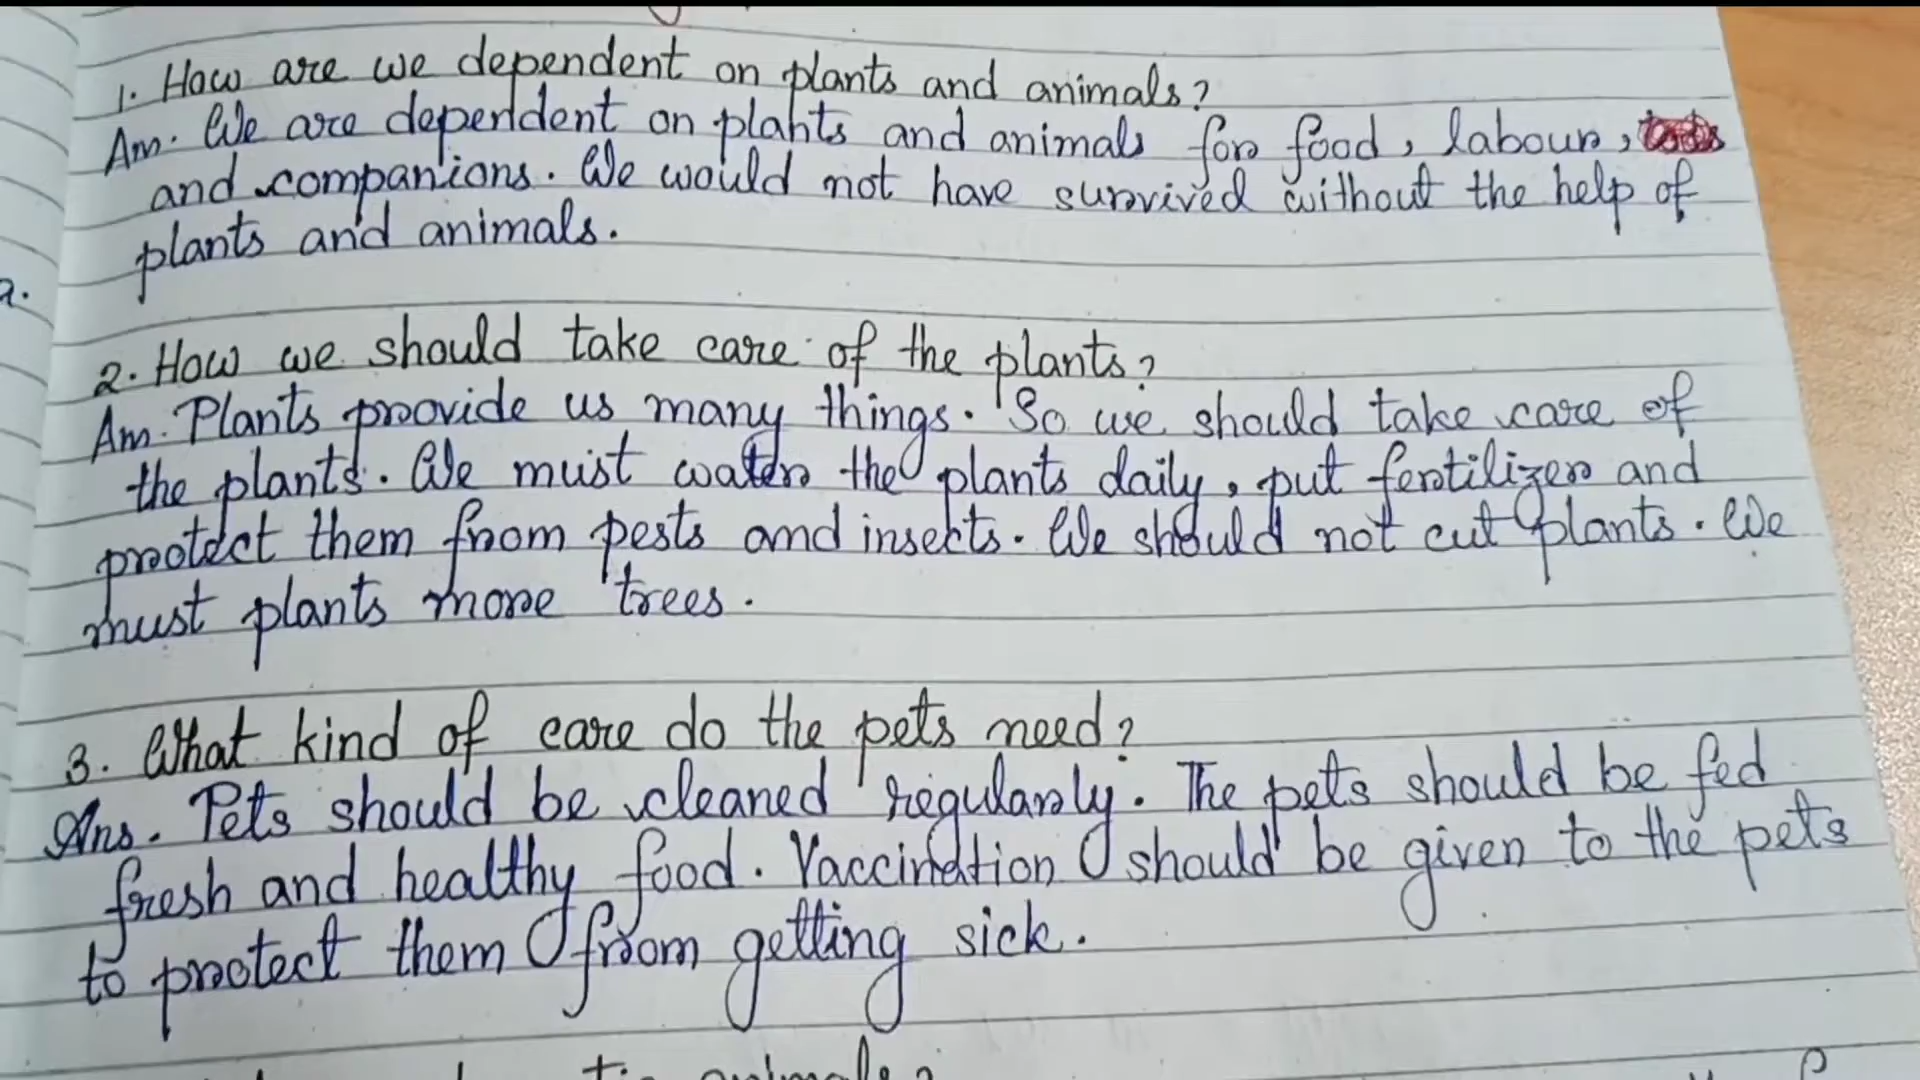 1. How are we dependent on plants and animals?
Ans. We are dependent on plants and animals for food, labour,
and companions. We would not have survived without the help of
plants and animals.
2. How we should take care of the plants?
Ans. Plants provide us many things. So we should take care of
the plants. We must water the plants daily, put fertilizer and
protect them from pests and insects. We should not cut plants. We
must plants more trees.
3. What kind of care do the pets need?
Ans. Pets should be cleaned regularly. The pets should be fed
fresh and healthy food. Vaccination should be given to the pets
to protect them from getting sick.
animals?